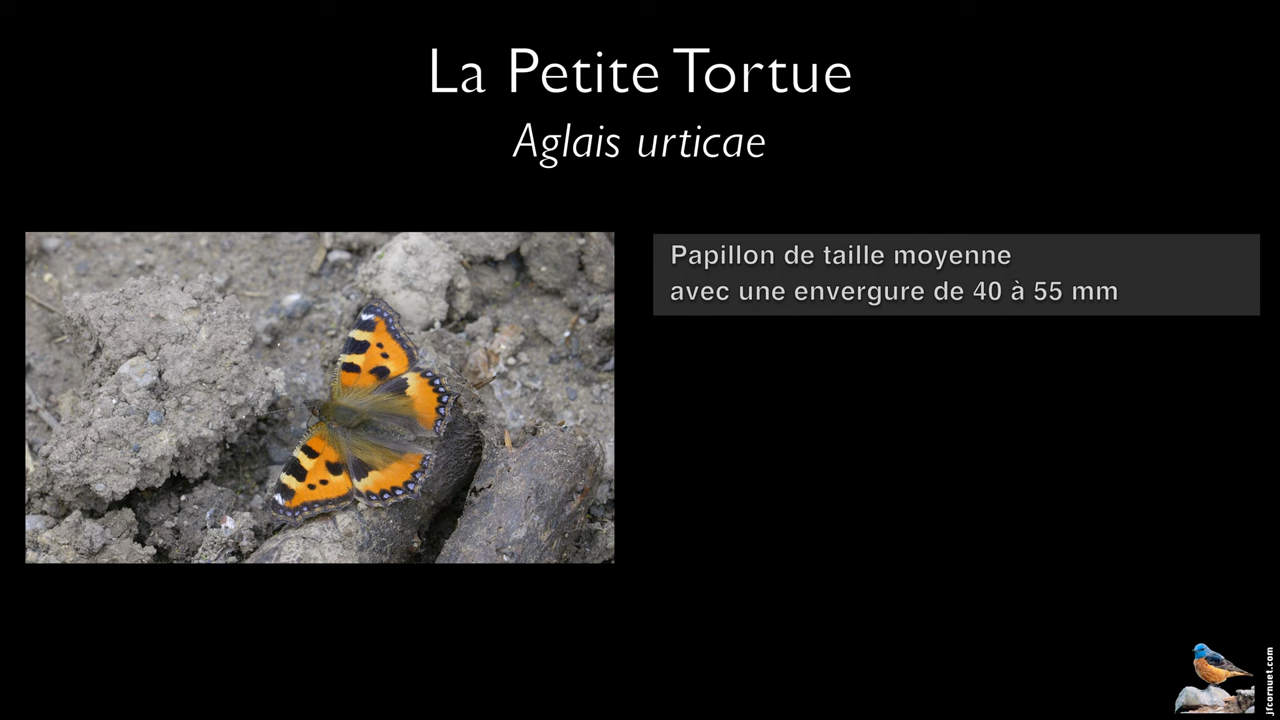 La Petite Tortue
Aglais urticae
Papillon de taille moyenne
avec une envergure de 40 à 55 mm
jfcornuet.com